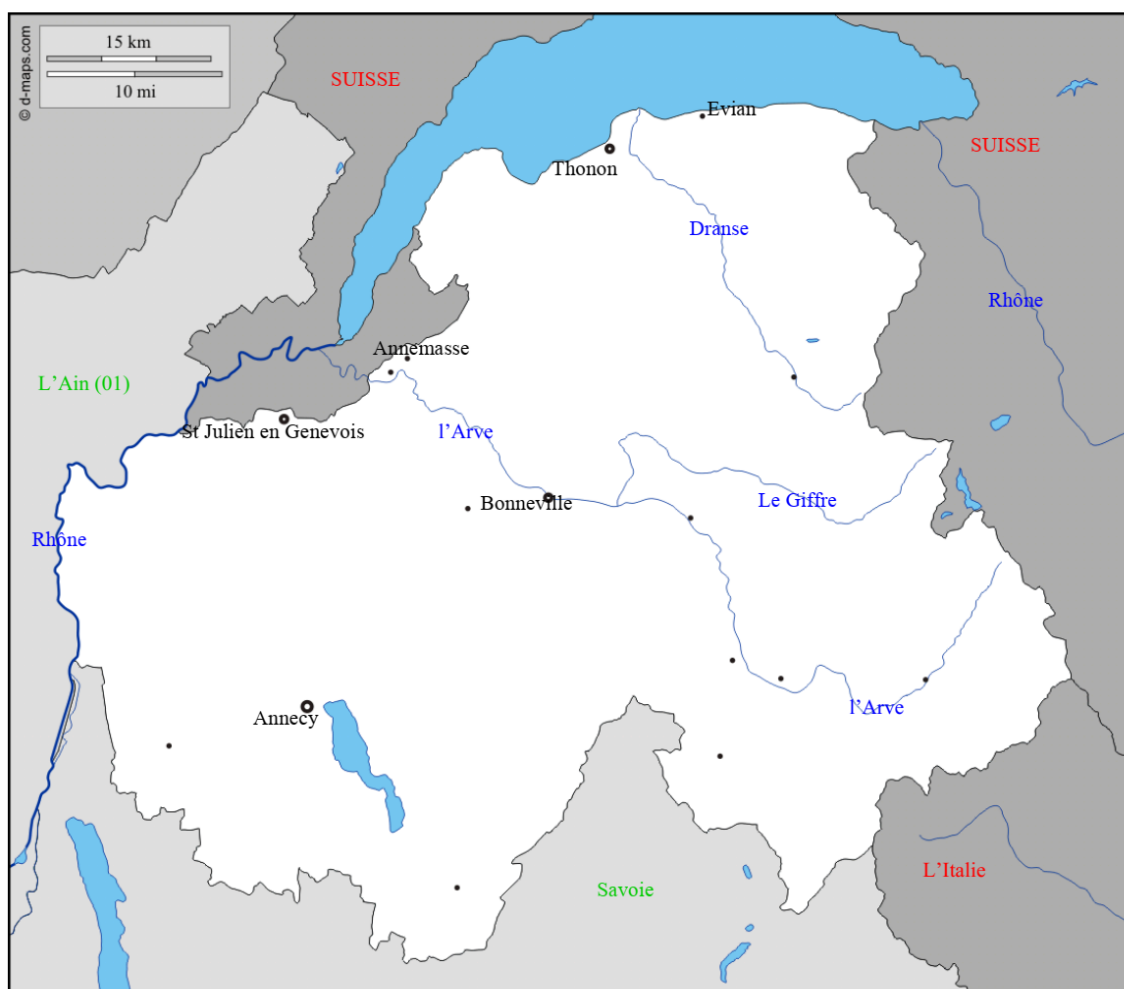 © d-maps.com
15 km
10 mi
SUISSE
Evian
SUISSE
Thonon
Dranse
Rhône
Annemasse
L'Ain (01)
St Julien en Genevois
l'Arve
Bonneville
Le Giffre
Rhône
l'Arve
Annecy
L'Italie
Savoie